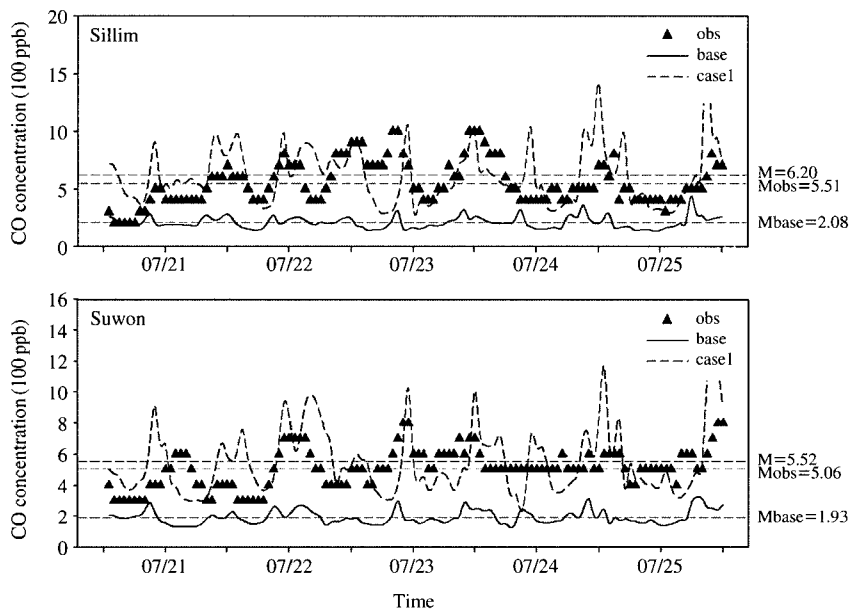 Sillim
obs
base
case1
CO concentration (100 ppb)
20
15
10
5
0
M=6.20
Mobs=5.51
Mbase=2.08
07/21
07/22
07/23
07/24
07/25
Suwon
obs
base
case1
CO concentration (100 ppb)
16
14
12
10
8
6
4
2
0
M=5.52
Mobs=5.06
Mbase=1.93
07/21
07/22
07/23
07/24
07/25
Time